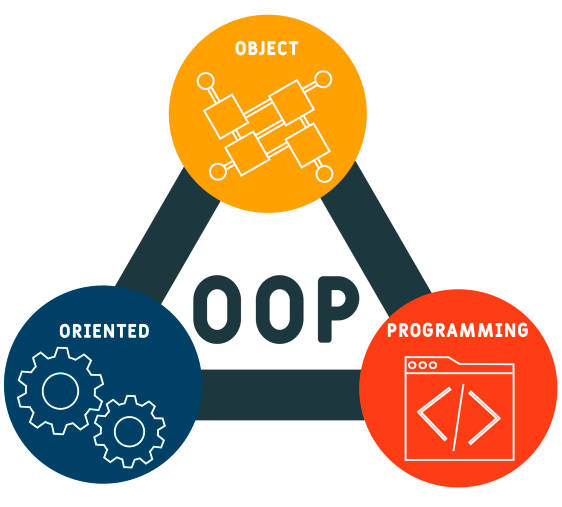 OBJECT
OOP
ORIENTED
PROGRAMMING
</>